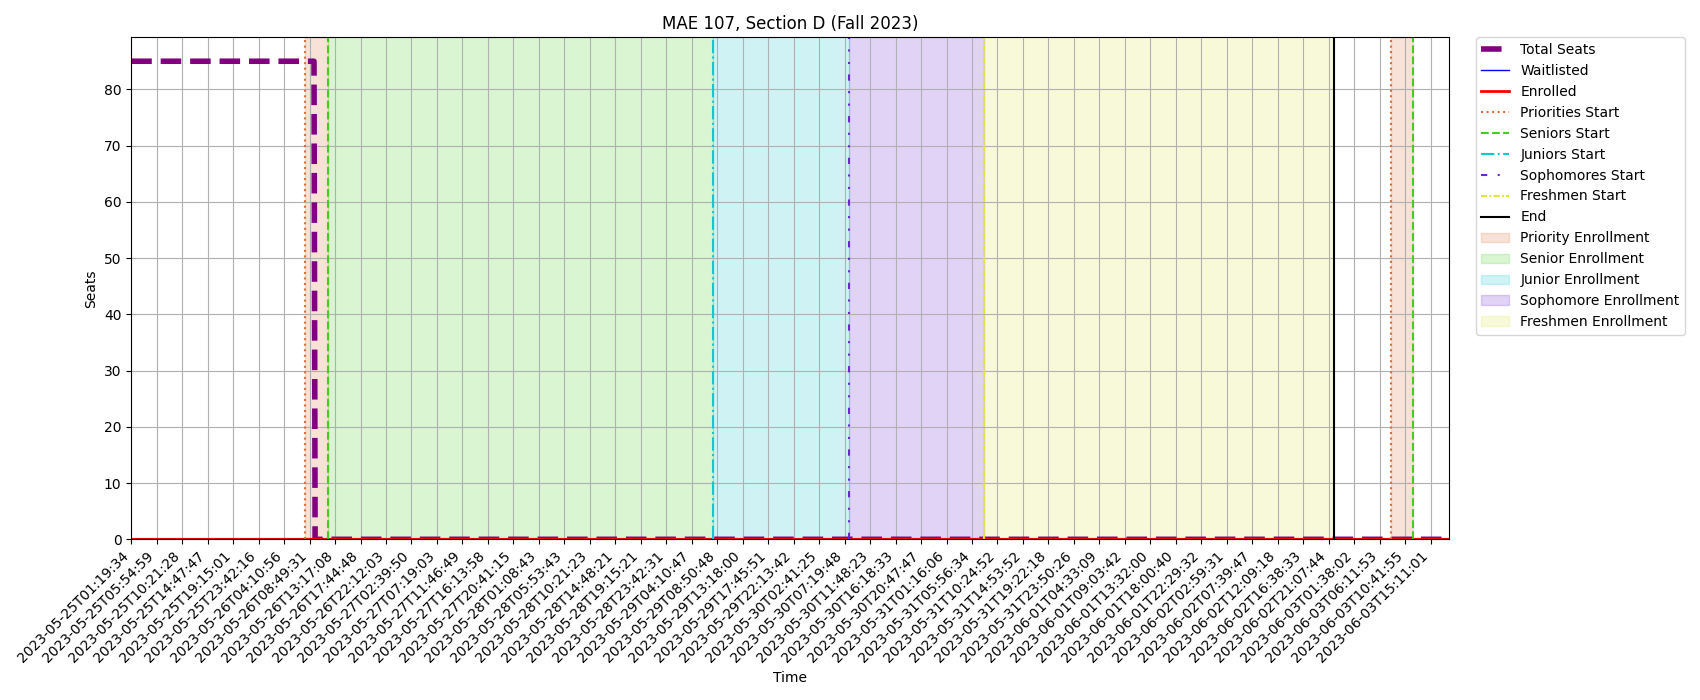 MAE 107, Section D (Fall 2023)
Seats
80
70
60
50
40
30
20
10
0
2023-05-25T01:19:34
2023-05-25T05:54:59
2023-05-25T10:21:28
2023-05-25T14:47:47
2023-05-25T19:15:01
2023-05-25T23:42:16
2023-05-26T04:10:56
2023-05-26T08:49:31
2023-05-26T13:17:08
2023-05-26T17:44:48
2023-05-26T22:12:03
2023-05-27T02:39:50
2023-05-27T07:19:03
2023-05-27T11:46:49
2023-05-27T16:13:58
2023-05-27T20:41:15
2023-05-28T01:08:43
2023-05-28T05:53:43
2023-05-28T10:21:23
2023-05-28T14:48:21
2023-05-28T19:15:21
2023-05-28T23:42:31
2023-05-29T04:10:47
2023-05-29T08:50:48
2023-05-29T13:18:00
2023-05-29T17:45:51
2023-05-29T22:13:42
2023-05-30T02:41:25
2023-05-30T07:19:48
2023-05-30T11:48:23
2023-05-30T16:18:33
2023-05-30T20:47:47
2023-05-31T01:16:06
2023-05-31T05:56:34
2023-05-31T10:24:52
2023-05-31T14:53:52
2023-05-31T19:22:18
2023-05-31T23:50:26
2023-06-01T04:33:09
2023-06-01T09:03:42
2023-06-01T13:32:00
2023-06-01T18:00:40
2023-06-01T22:29:32
2023-06-02T02:59:31
2023-06-02T07:39:47
2023-06-02T12:09:18
2023-06-02T16:38:33
2023-06-02T21:07:44
2023-06-03T01:38:02
2023-06-03T06:11:53
2023-06-03T10:41:55
2023-06-03T15:11:01
Time
Total Seats
Waitlisted
Enrolled
Priorities Start
Seniors Start
Juniors Start
Sophomores Start
Freshmen Start
End
Priority Enrollment
Senior Enrollment
Junior Enrollment
Sophomore Enrollment
Freshmen Enrollment